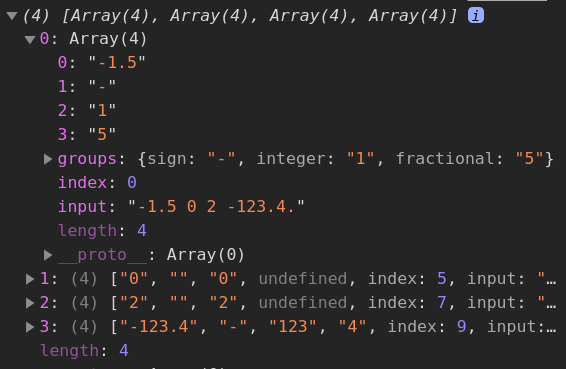 (4) [Array(4), Array(4), Array(4), Array(4)] i
0: Array(4)
0: "-1.5"
1: "-"
2: "1"
3: "5"
groups: {sign: "-", integer: "1", fractional: "5"}
index: 0
input: "-1.5 0 2 -123.4."
length: 4
__proto__: Array(0)
1: (4) ["0", "", "0", undefined, index: 5, input: "…
2: (4) ["2", "", "2", undefined, index: 7, input: "…
3: (4) ["-123.4", "-", "123", "4", index: 9, input:…
length: 4